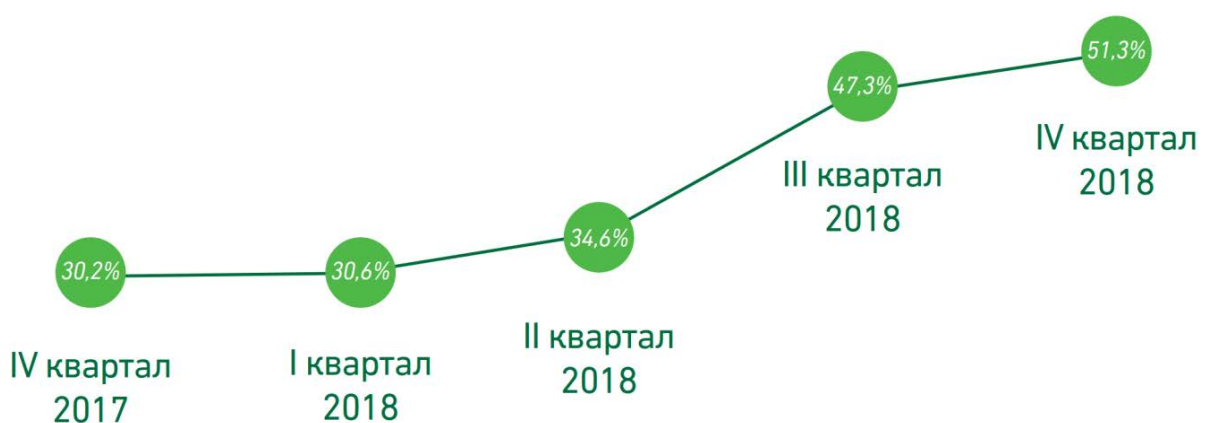 30,2%
IV квартал
2017
30,6%
I квартал
2018
34,6%
II квартал
2018
47,3%
III квартал
2018
51,3%
IV квартал
2018